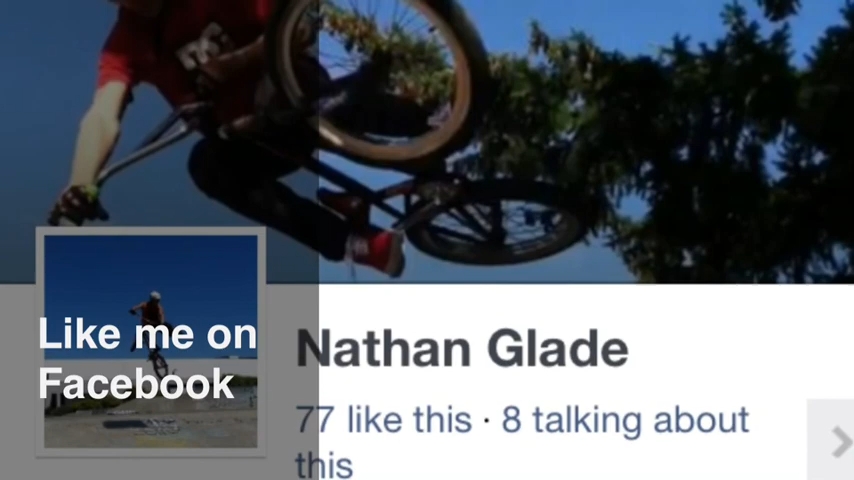 Like me on
Facebook
Nathan Glade
77 like this · 8 talking about
this